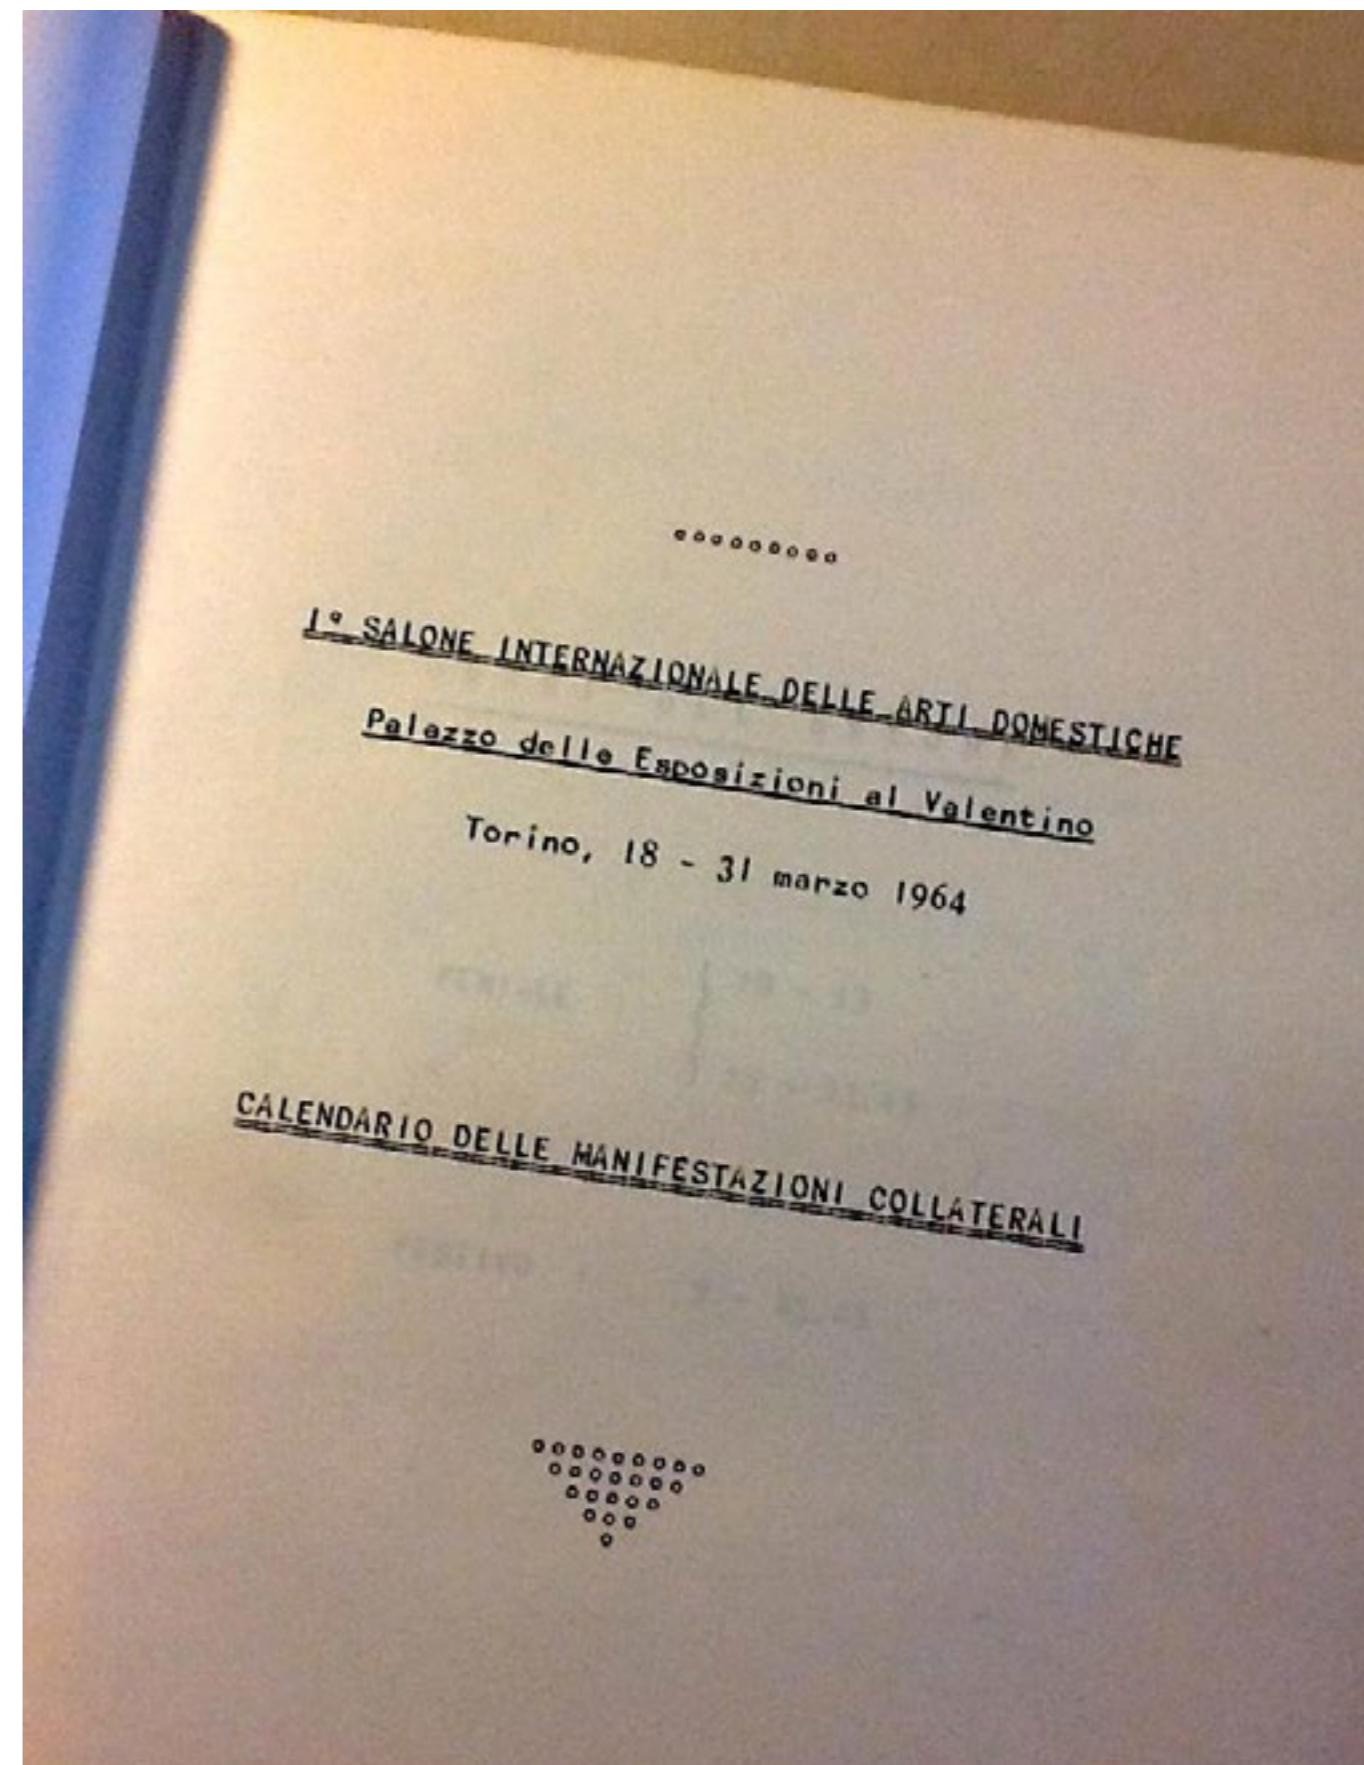 1° SALONE INTERNAZIONALE DELLE ARTI DOMESTICHE
Palazzo delle Esposizioni al Valentino
Torino, 18 - 31 marzo 1964
CALENDARIO DELLE MANIFESTAZIONI COLLATERALI